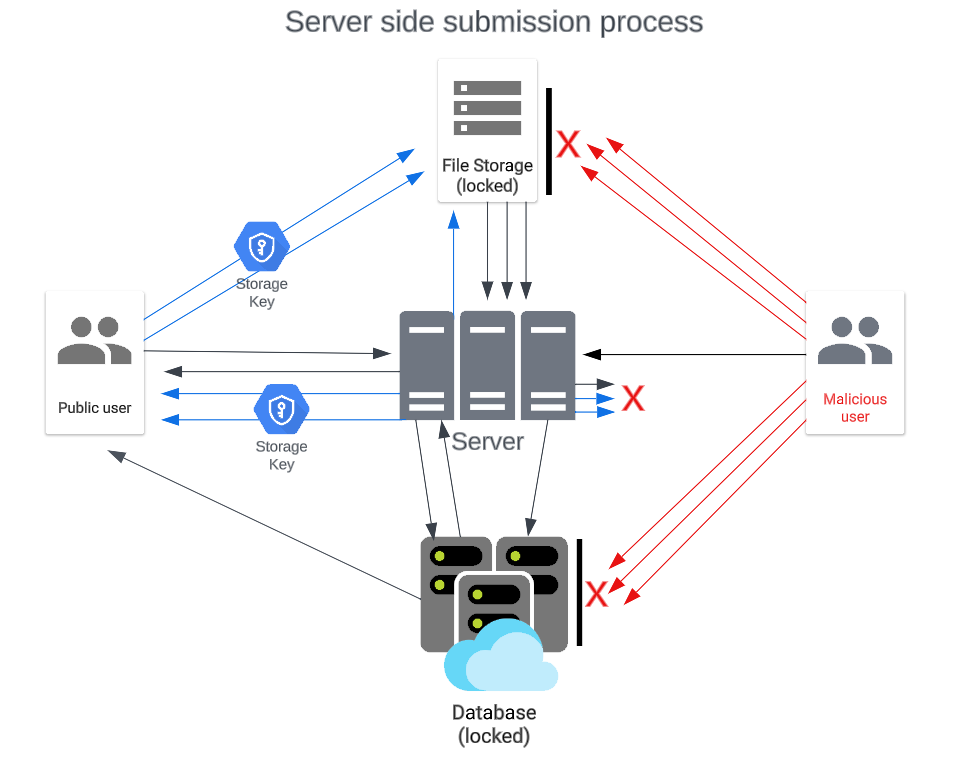 Server side submission process
X
File Storage
(locked)
Storage
Key
Public user
Malicious
user
X
Storage
Key
Server
X
Database
(locked)